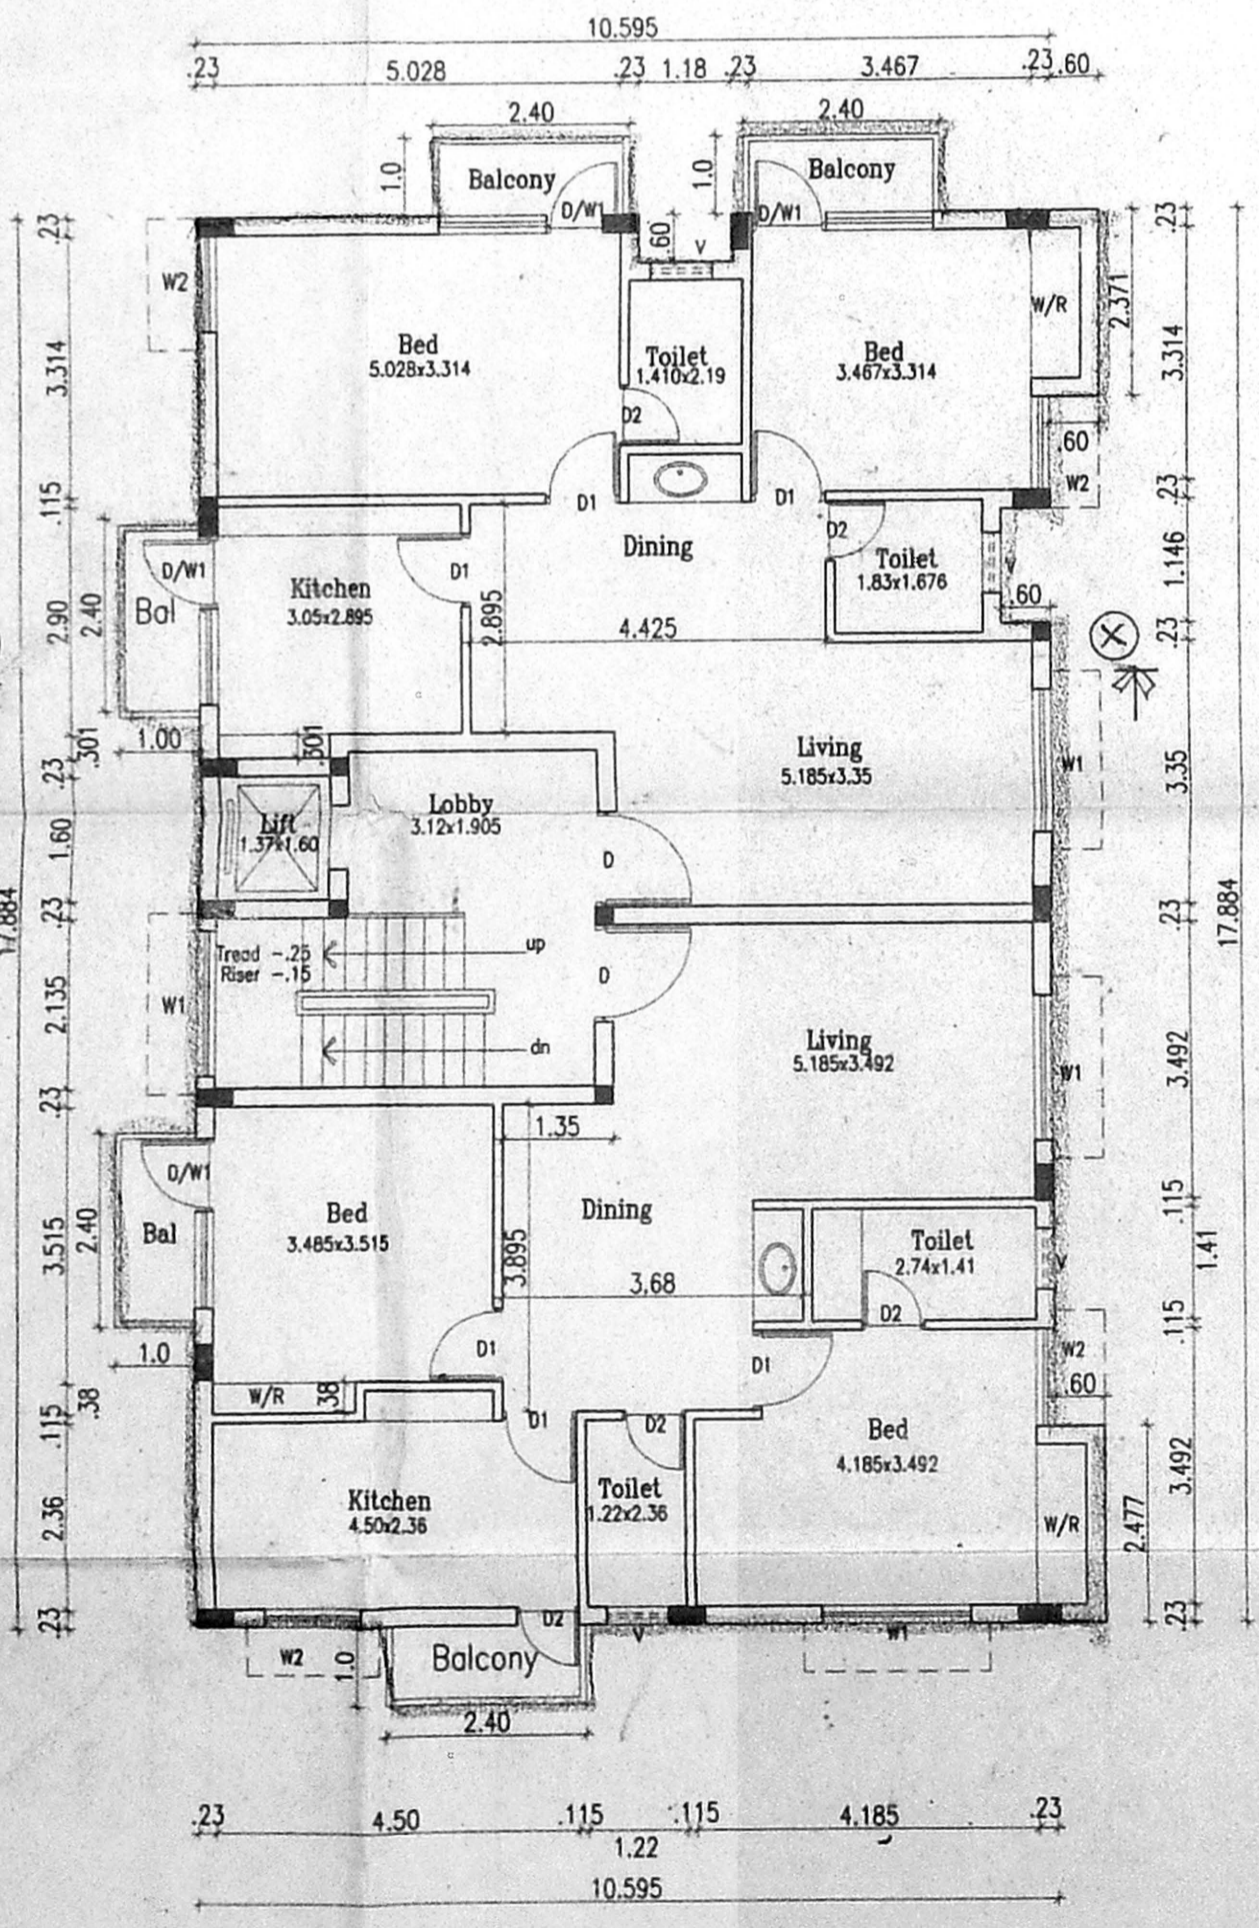 10.595
.23 5.028 .23 1.18 .23 3.467 .23 .60
2.40 2.40
1.0 Balcony 1.0 Balcony
D/W1 D/W1
.23 .60 V .23
W2 W/R 2.371
3.314 Bed Toilet Bed 3.314
5.028x3.314 1.410x2.19 3.467x3.314
D2 .60
.115 D1 D1 W2 .23
Dining D2 Toilet V 1.146
D/W1 Kitchen D1 1.83x1.676
2.90 2.40 Bal 3.05x2.895 2.895 4.425 .60 .23
X
1.00 .301 .301
.23 Living W1 3.35
5.185x3.35
1.60 Lift Lobby
1.37x1.60 3.12x1.905
D
17.884 .23 .23 17.884
Tread -.25 up
Riser -.15 D
2.135 W1 Living 3.492
5.185x3.492 W1
dn
.23 1.35
D/W1
3.515 2.40 Bal Bed Dining Toilet V .115 1.41
3.485x3.515 3.895 3.68 2.74x1.41
D2 .115
1.0 D1 D1 W2
.38 W/R .38 .60
.115 D1 D2 Bed
4.185x3.492 3.492
2.36 Kitchen Toilet W/R 2.477
4.50x2.36 1.22x2.36
.23 D2 V W1 .23
W2 1.0 Balcony
2.40
.23 4.50 .115 .115 4.185 .23
1.22
10.595